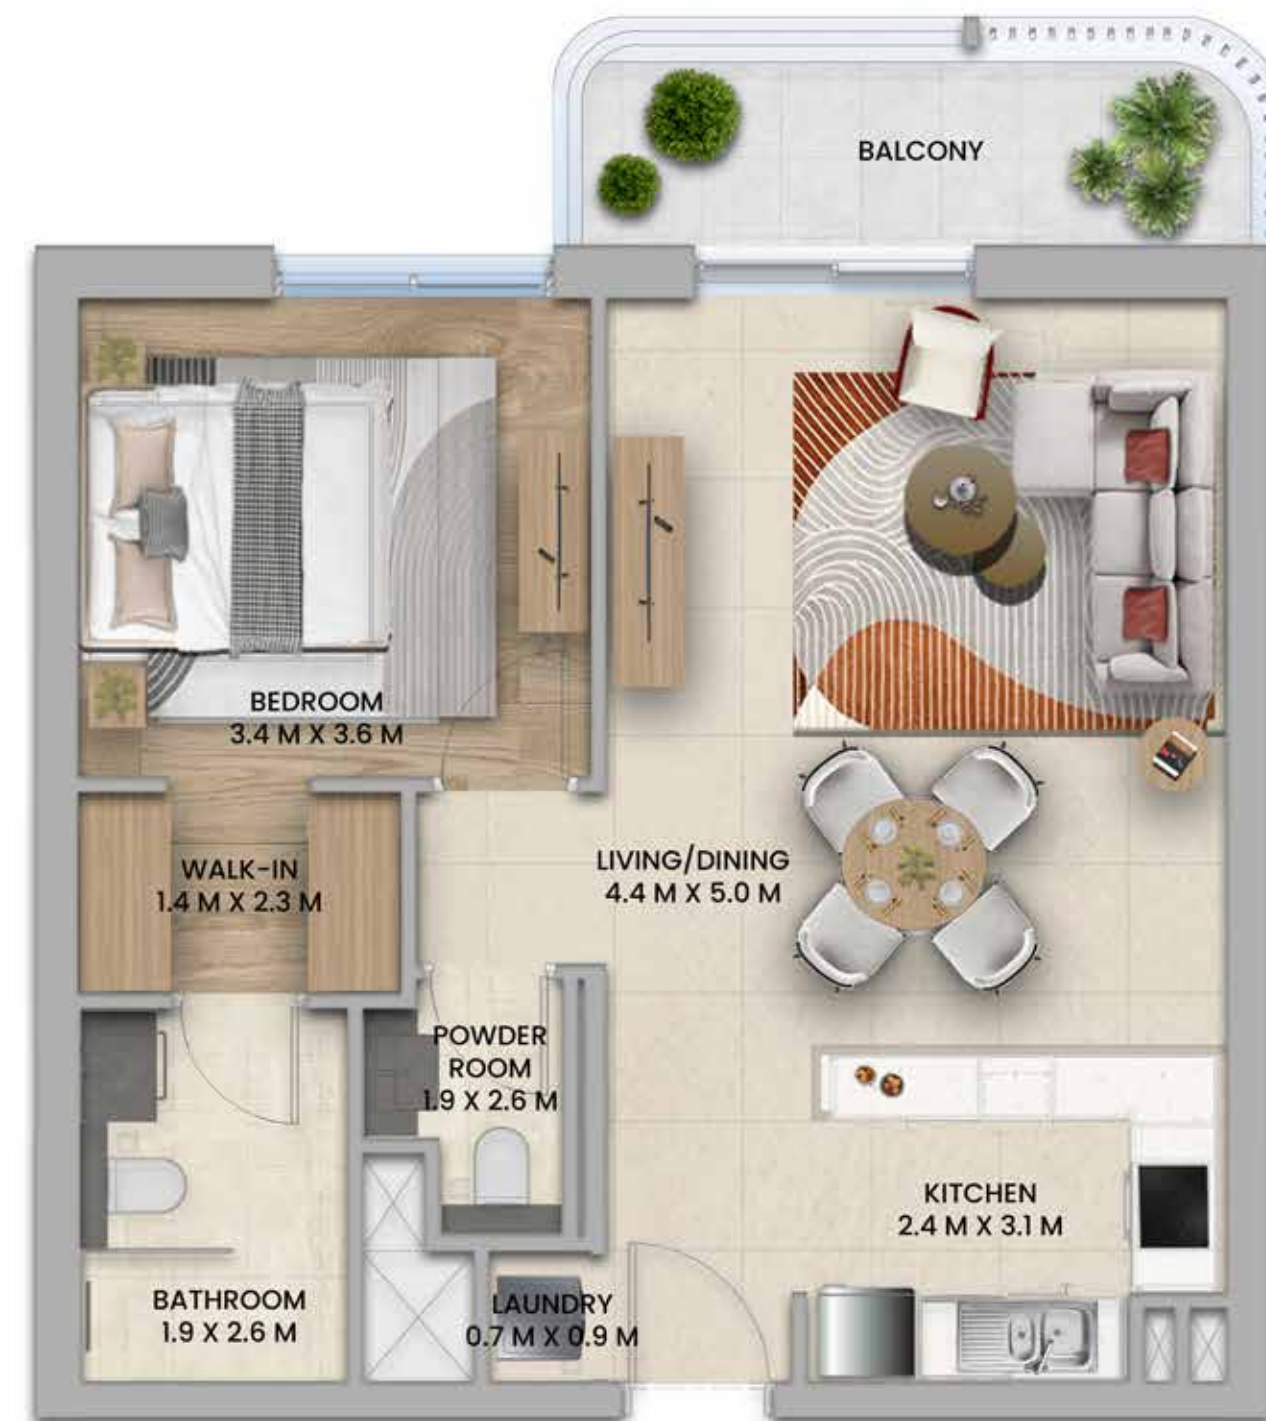 BALCONY
BEDROOM
3.4 M X 3.6 M
WALK-IN
1.4 M X 2.3 M
LIVING/DINING
4.4 M X 5.0 M
POWDER
ROOM
1.9 X 2.6 M
KITCHEN
2.4 M X 3.1 M
BATHROOM
1.9 X 2.6 M
LAUNDRY
0.7 M X 0.9 M